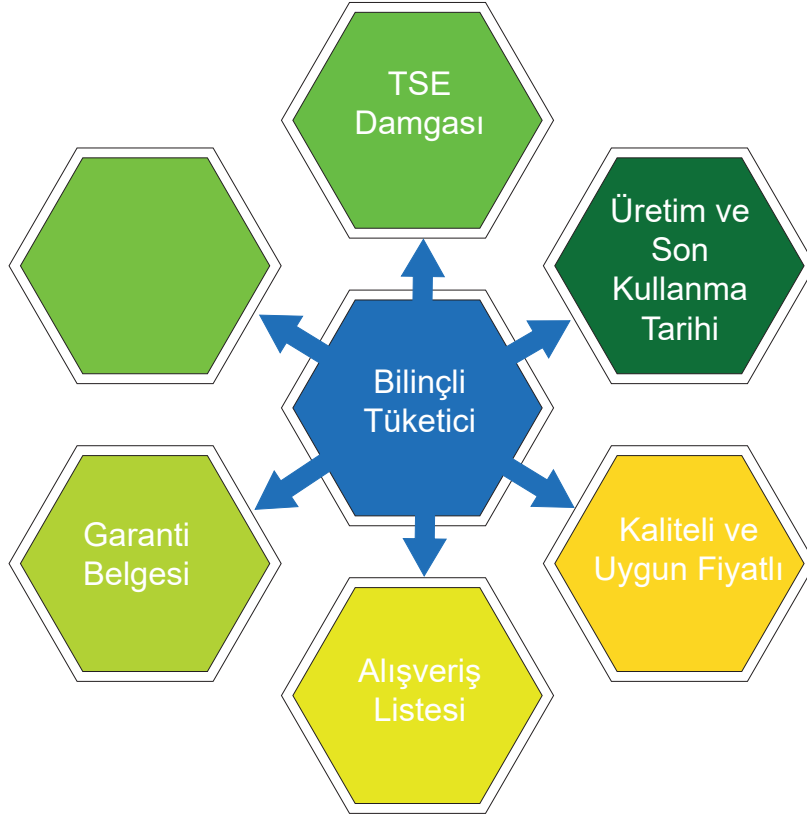 TSE
Damgası
Üretim ve
Son
Kullanma
Tarihi
Bilinçli
Tüketici
Garanti
Belgesi
Kaliteli ve
Uygun Fiyatlı
Alışveriş
Listesi